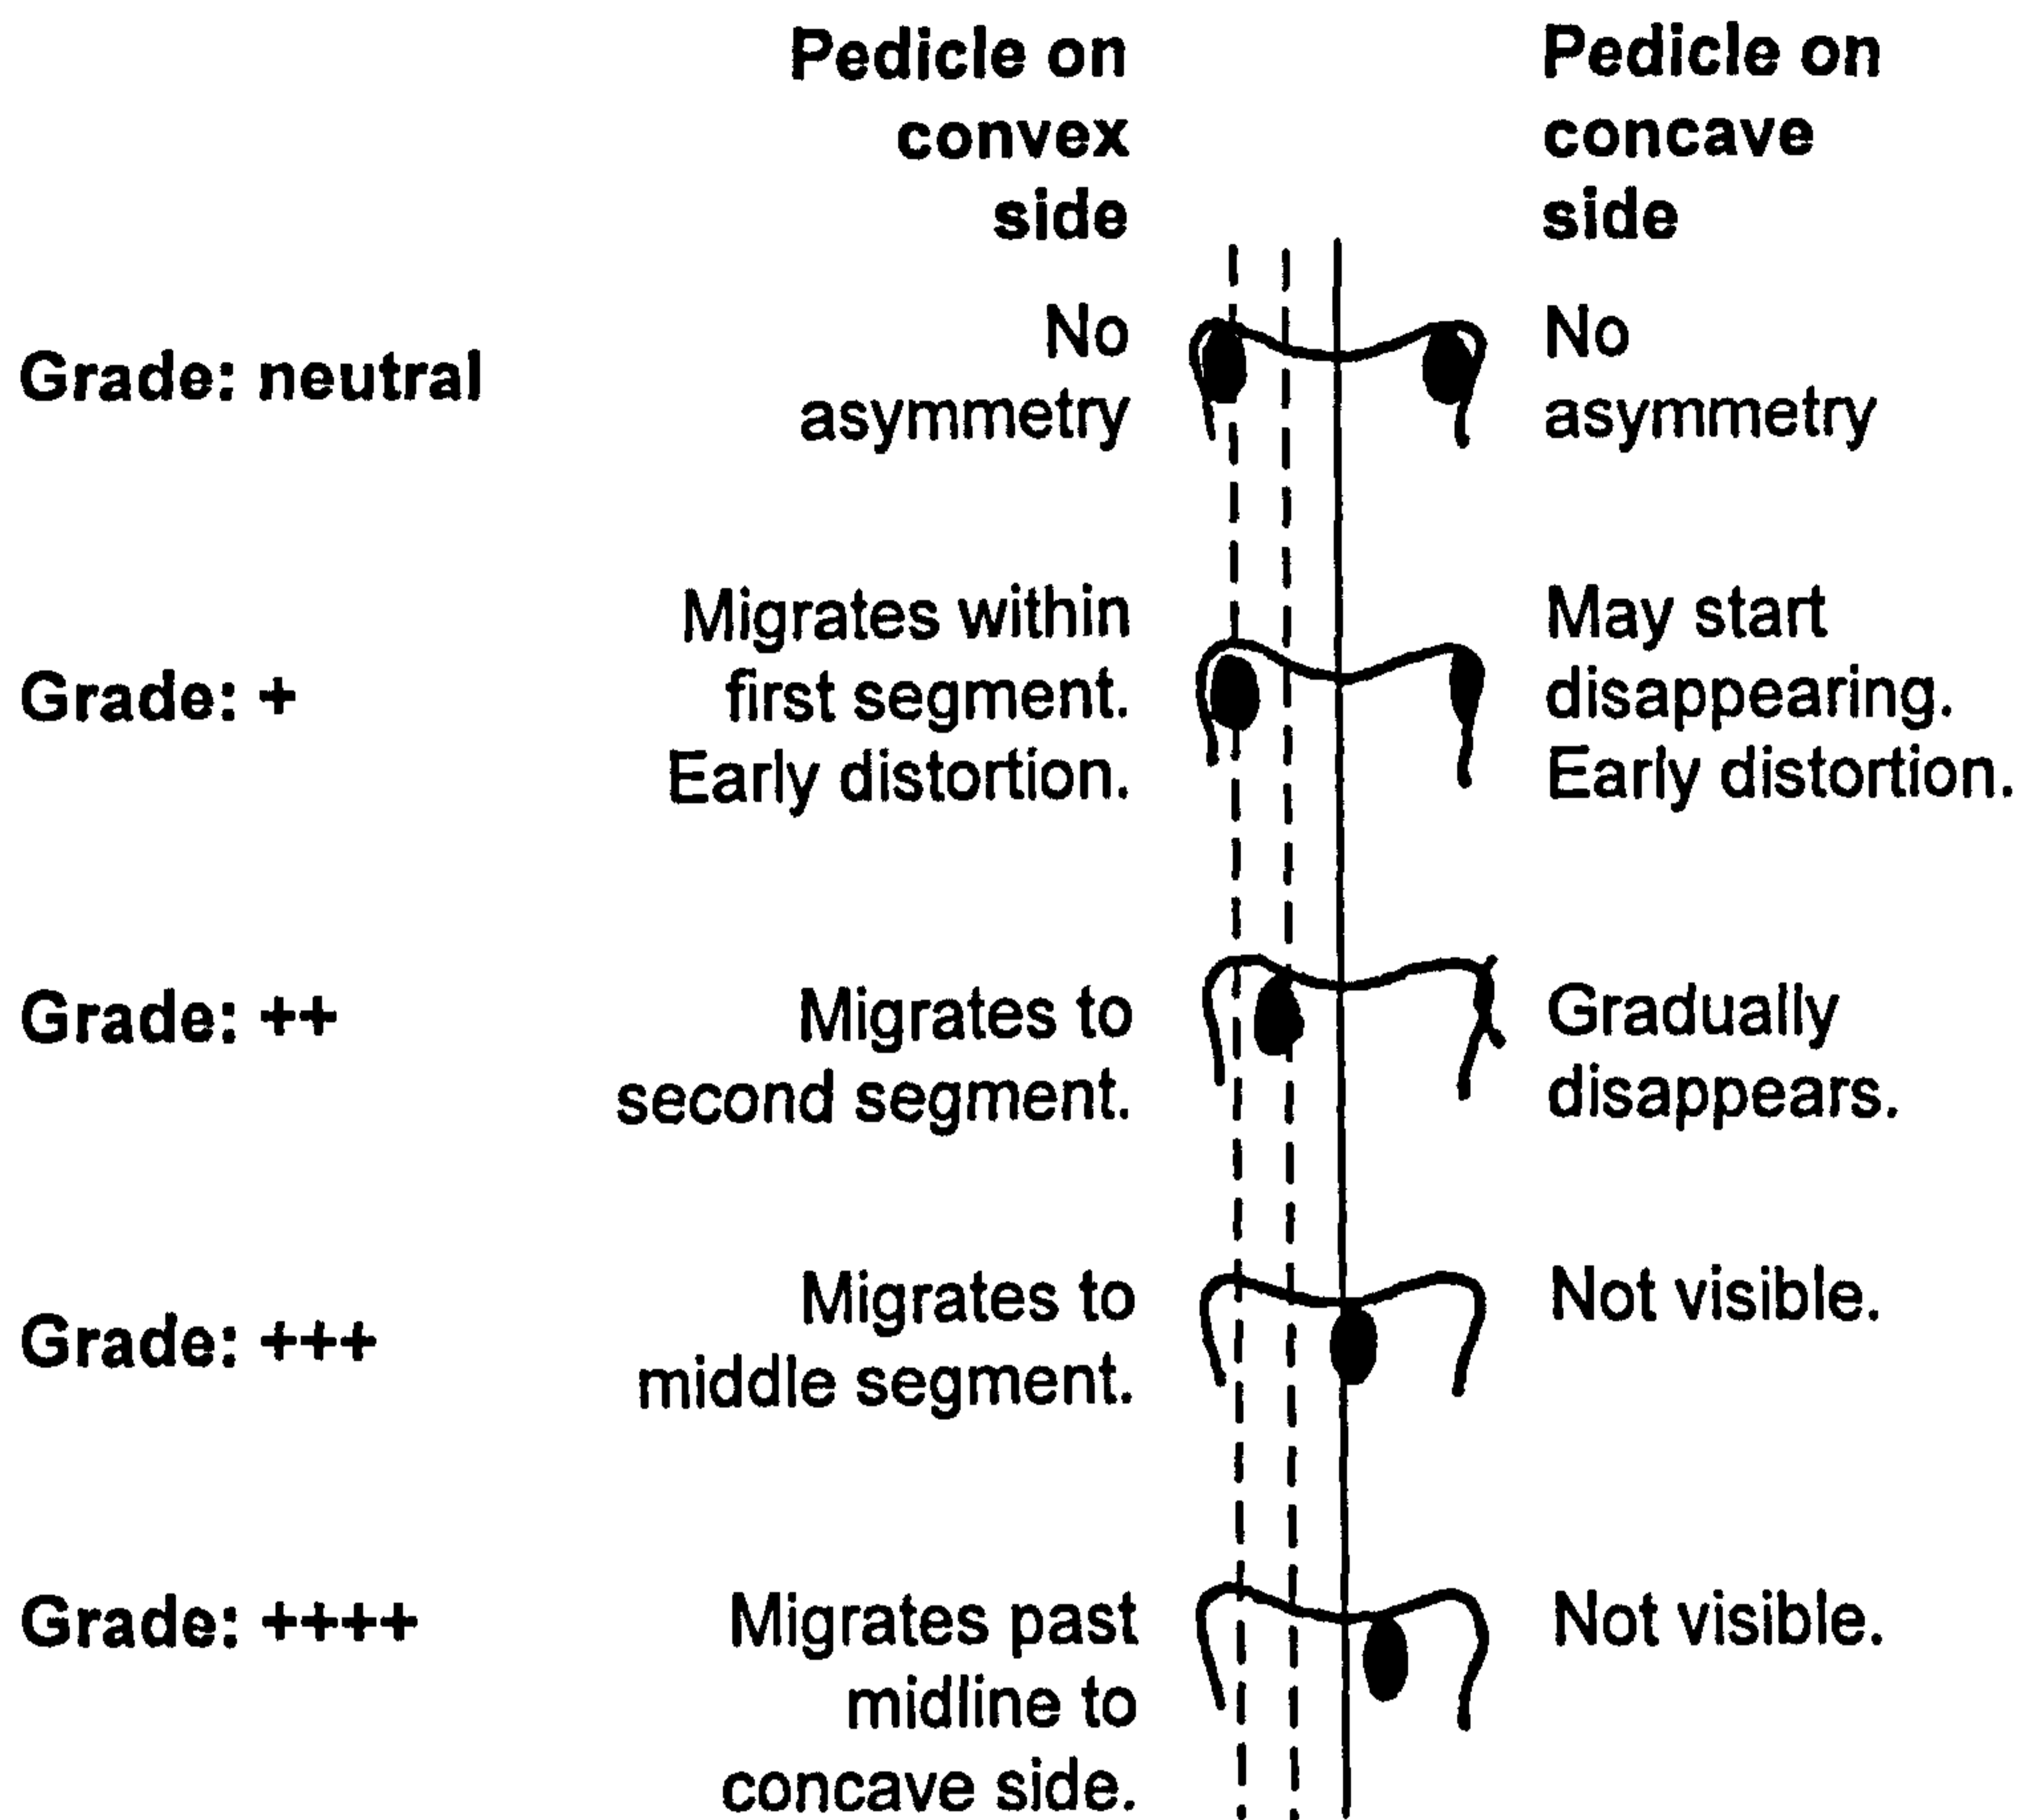 Pedicle on
convex
side
Pedicle on
concave
side
Grade: neutral
No
asymmetry
No
asymmetry
Grade: +
Migrates within
first segment.
Early distortion.
May start
disappearing.
Early distortion.
Grade: ++
Migrates to
second segment.
Gradually
disappears.
Grade: +++
Migrates to
middle segment.
Not visible.
Grade: ++++
Migrates past
midline to
concave side.
Not visible.